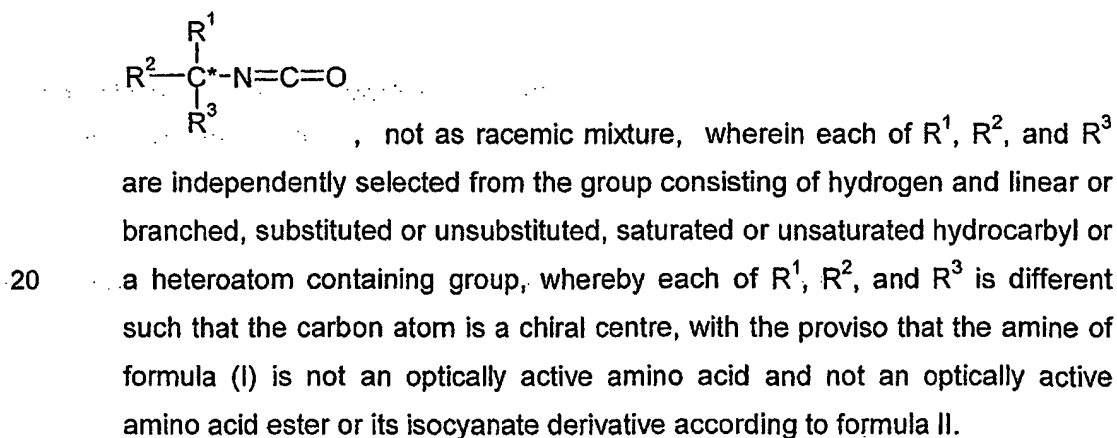 R¹
R²—C*-N=C=O
R³
, not as racemic mixture, wherein each of R¹, R², and R³
are independently selected from the group consisting of hydrogen and linear or
branched, substituted or unsubstituted, saturated or unsaturated hydrocarbyl or
20 a heteroatom containing group, whereby each of R¹, R², and R³ is different
such that the carbon atom is a chiral centre, with the proviso that the amine of
formula (I) is not an optically active amino acid and not an optically active
amino acid ester or its isocyanate derivative according to formula II.